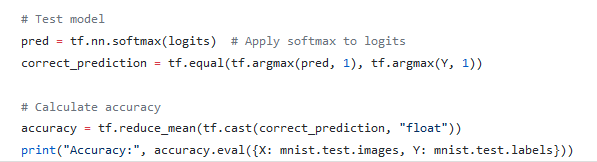 # Test model
pred = tf.nn.softmax(logits)  # Apply softmax to logits
correct_prediction = tf.equal(tf.argmax(pred, 1), tf.argmax(Y, 1))
# Calculate accuracy
accuracy = tf.reduce_mean(tf.cast(correct_prediction, "float"))
print("Accuracy:", accuracy.eval({X: mnist.test.images, Y: mnist.test.labels}))